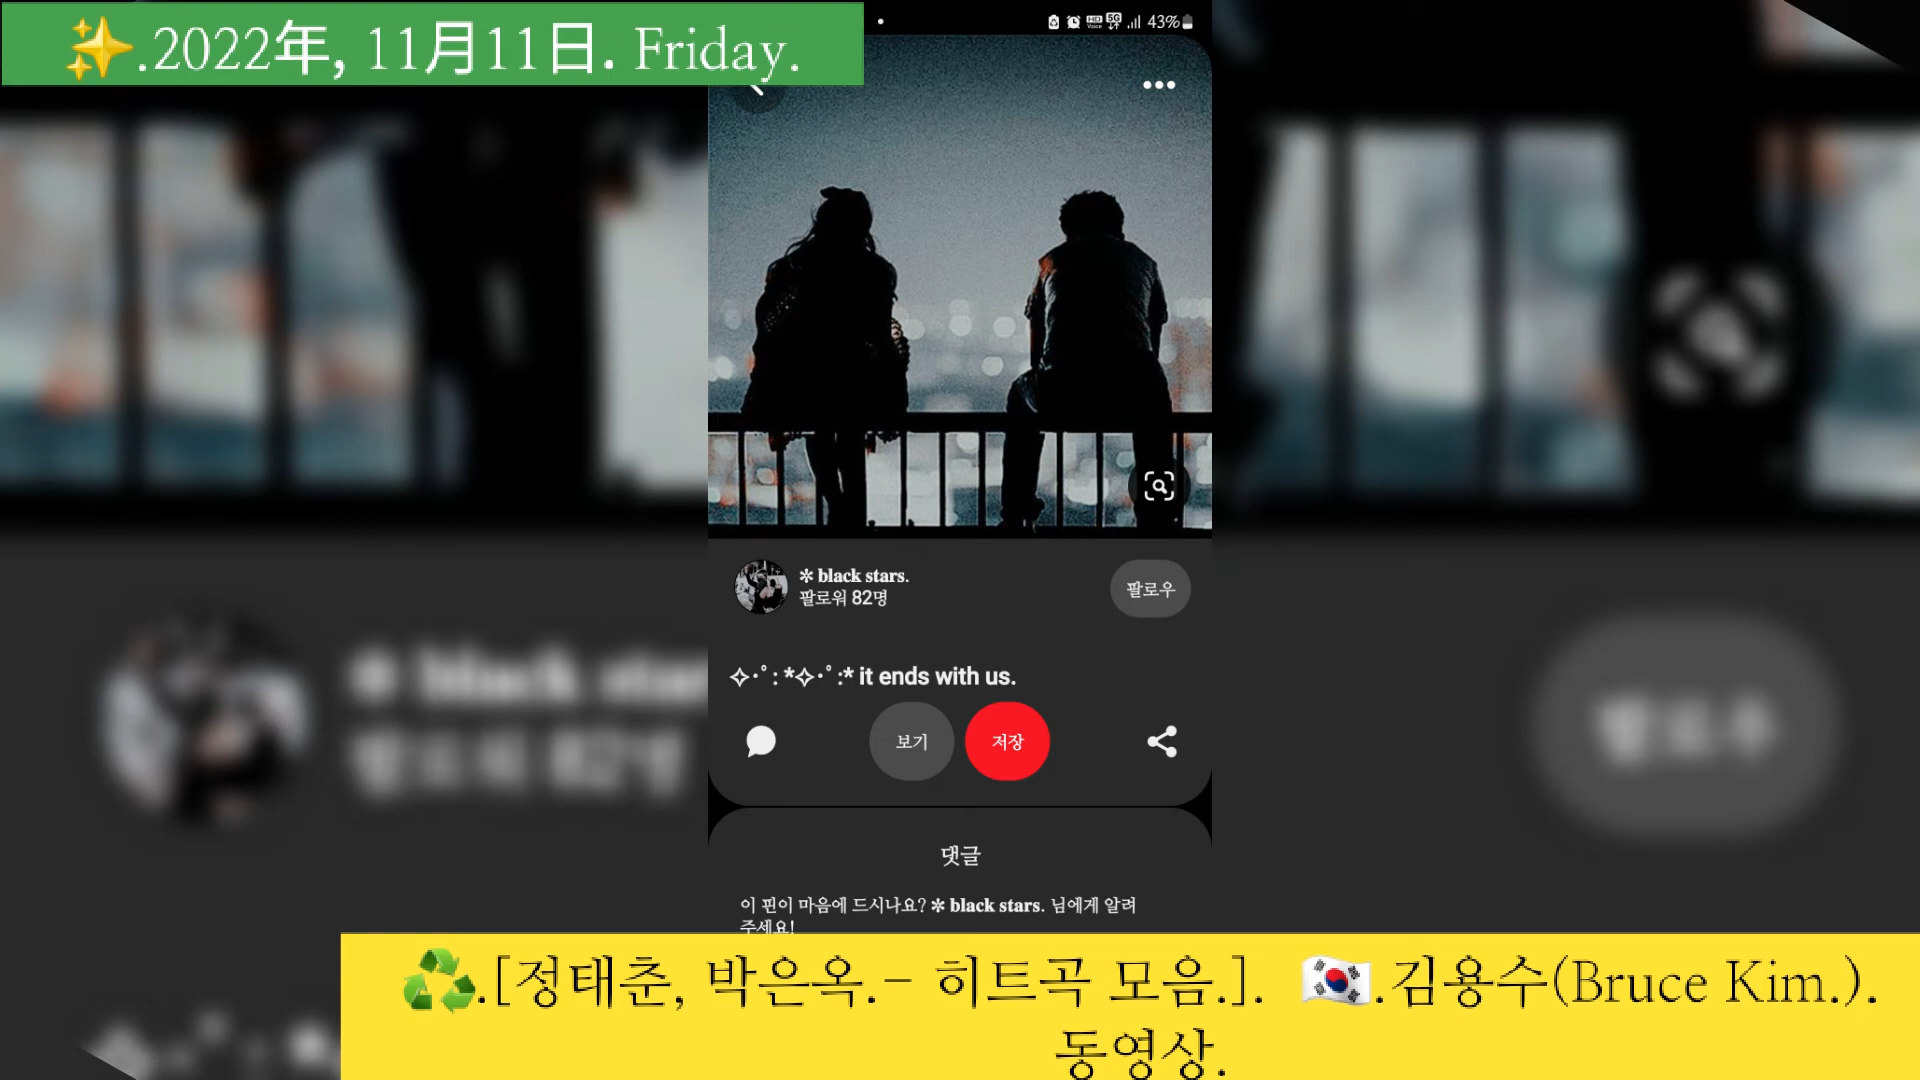 ✨.2022年, 11月11日. Friday.
HD Voice 5G 43%
✲ black stars.
팔로워 82명
팔로우
✧･ﾟ: *✧･ﾟ:* it ends with us.
보기
저장
댓글
이 핀이 마음에 드시나요? ✲ black stars. 님에게 알려
주세요!
♻️.[정태춘, 박은옥.- 히트곡 모음.]. 🇰🇷.김용수(Bruce Kim.).
동영상.